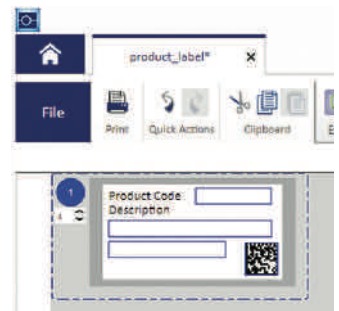 product_label*
File
Print
Quick Actions
Clipboard
1
4
Product Code
Description